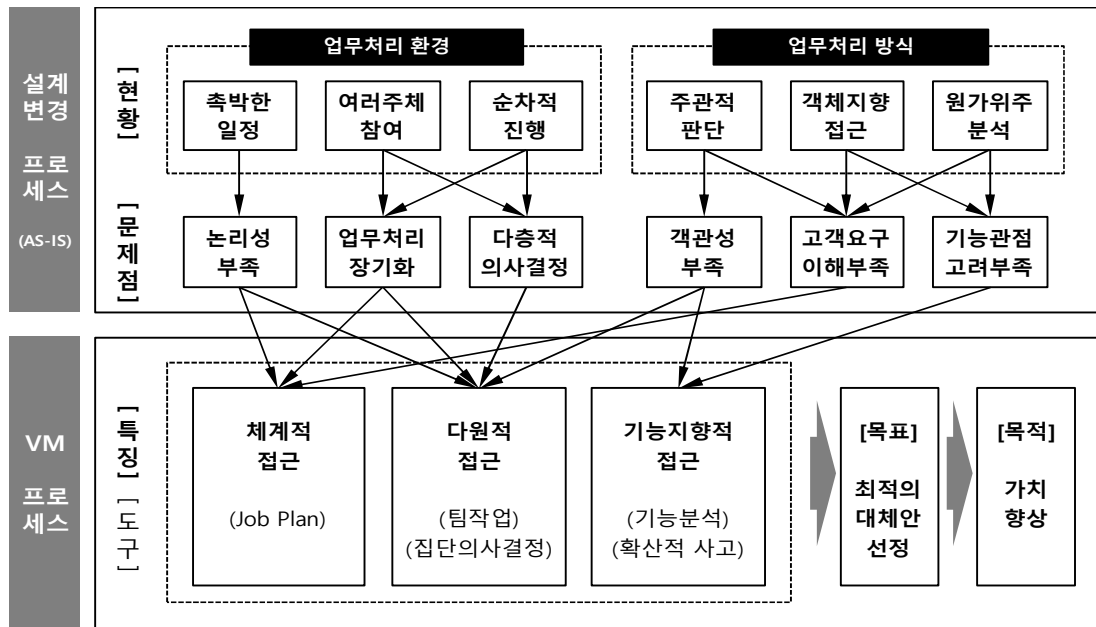 설계
변경
프로
세스
(AS-IS)
[현황]
업무처리 환경
업무처리 방식
촉박한
일정
여러주체
참여
순차적
진행
주관적
판단
객체지향
접근
원가위주
분석
[문제점]
논리성
부족
업무처리
장기화
다층적
의사결정
객관성
부족
고객요구
이해부족
기능관점
고려부족
VM
프로
세스
[특징]
[도구]
체계적
접근
(Job Plan)
다원적
접근
(팀작업)
(집단의사결정)
기능지향적
접근
(기능분석)
(확산적 사고)
[목표]
최적의
대체안
선정
[목적]
가치
향상